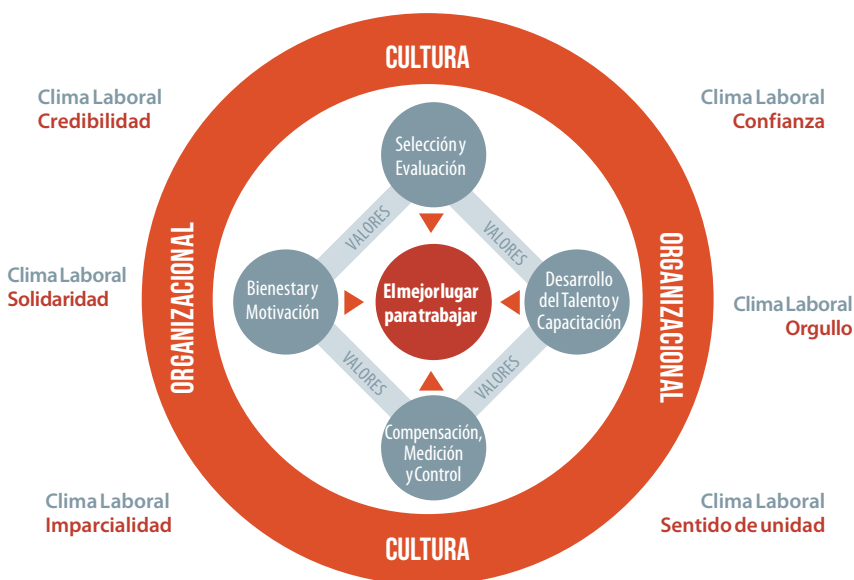 CULTURA
Clima Laboral
Credibilidad
Clima Laboral
Confianza
Selección y
Evaluación
VALORES
VALORES
ORGANIZACIONAL
ORGANIZACIONAL
Clima Laboral
Solidaridad
Bienestar y
Motivación
El mejor lugar
para trabajar
Desarrollo
del Talento y
Capacitación
Clima Laboral
Orgullo
VALORES
VALORES
Compensación,
Medición
y Control
Clima Laboral
Imparcialidad
Clima Laboral
Sentido de unidad
CULTURA